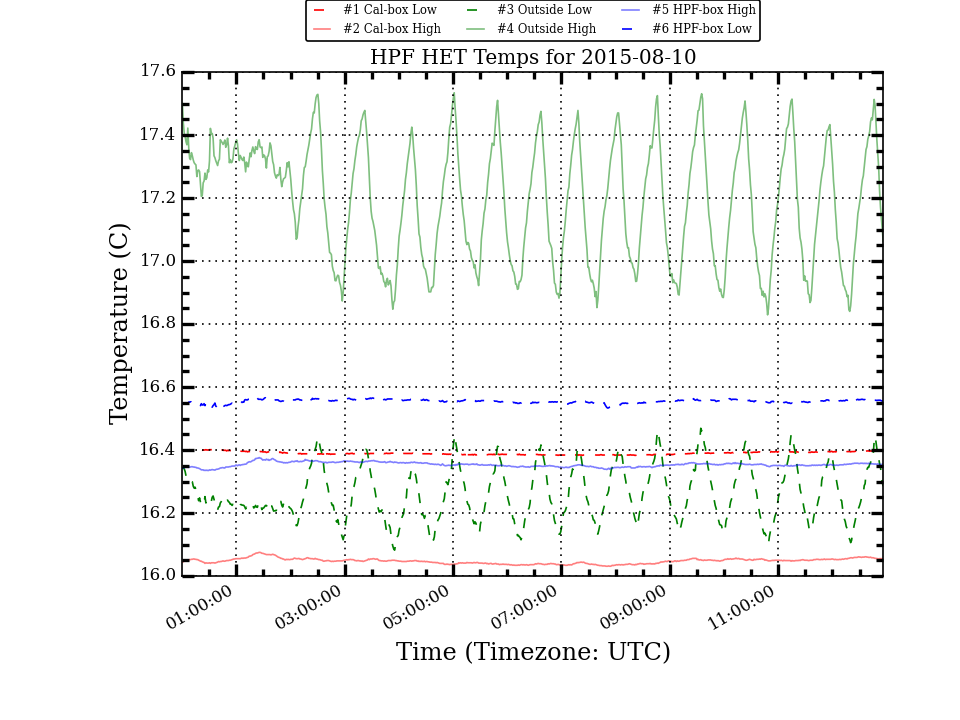 #1 Cal-box Low #3 Outside Low #5 HPF-box High
#2 Cal-box High #4 Outside High #6 HPF-box Low
HPF HET Temps for 2015-08-10
17.6
17.4
17.2
17.0
16.8
16.6
16.4
16.2
16.0
Temperature (C)
01:00:00 03:00:00 05:00:00 07:00:00 09:00:00 11:00:00
Time (Timezone: UTC)